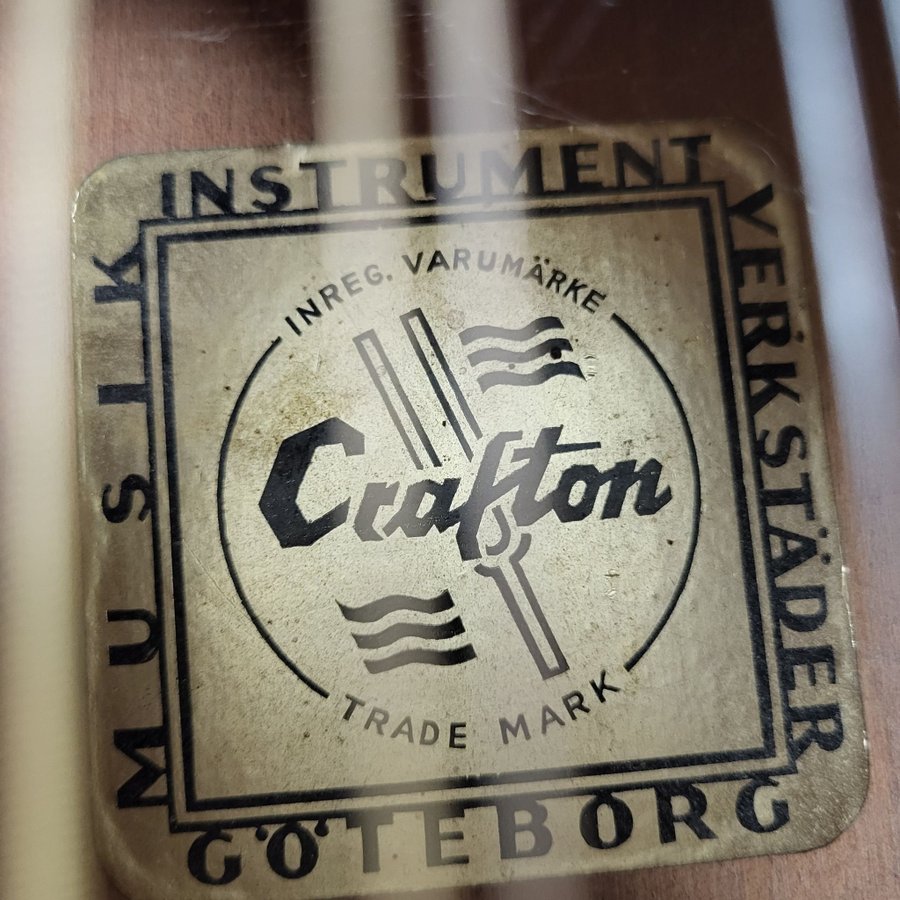 MUSIK
INSTRUMENT
VERKSTÄDER
GÖTEBORG
INREG. VARUMÄRKE
Crafton
TRADE MARK